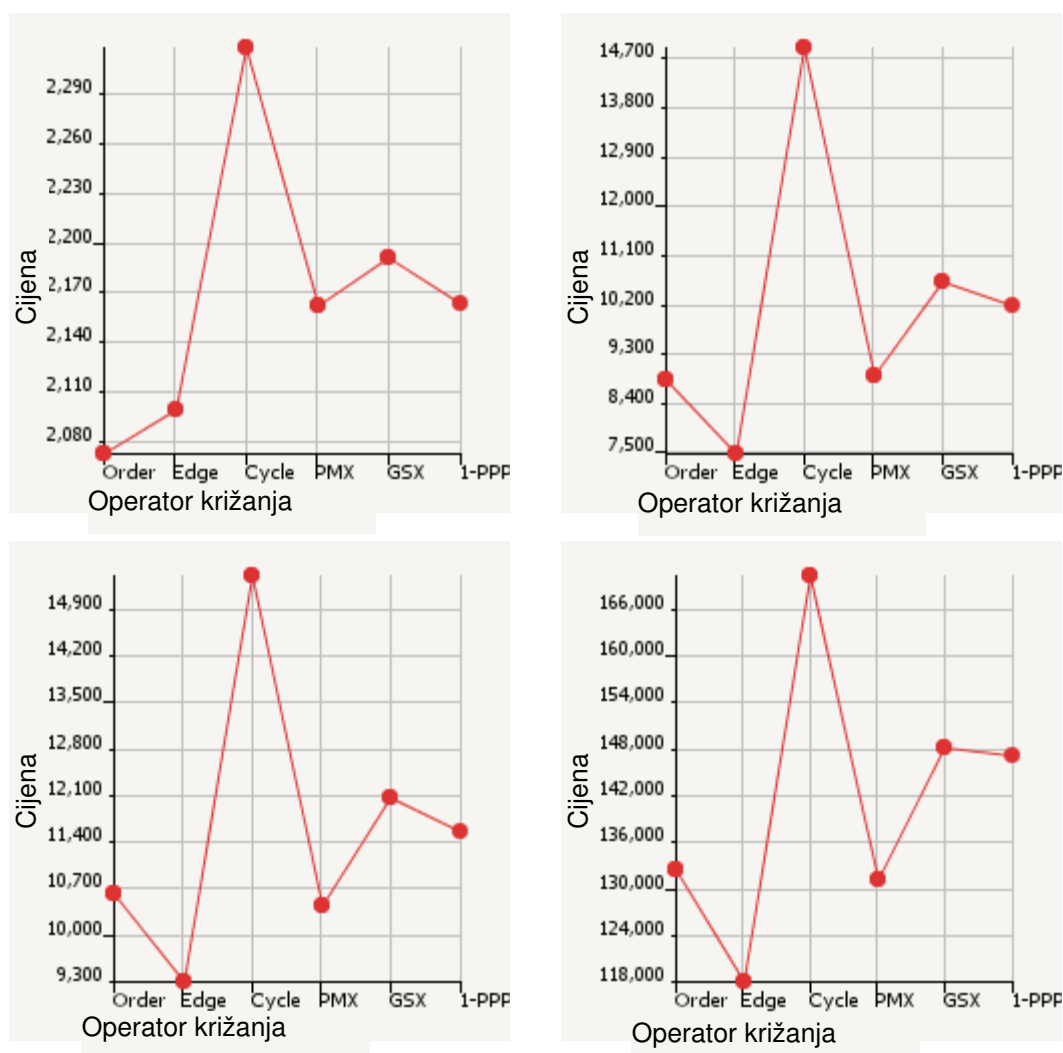 2,290
2,260
2,230
2,200
2,170
2,140
2,110
2,080
Cijena
Order Edge Cycle PMX GSX 1-PPP
Operator križanja
14,700
13,800
12,900
12,000
11,100
10,200
9,300
8,400
7,500
Cijena
Order Edge Cycle PMX GSX 1-PPP
Operator križanja
14,900
14,200
13,500
12,800
12,100
11,400
10,700
10,000
9,300
Cijena
Order Edge Cycle PMX GSX 1-PPP
Operator križanja
166,000
160,000
154,000
148,000
142,000
136,000
130,000
124,000
118,000
Cijena
Order Edge Cycle PMX GSX 1-PPP
Operator križanja